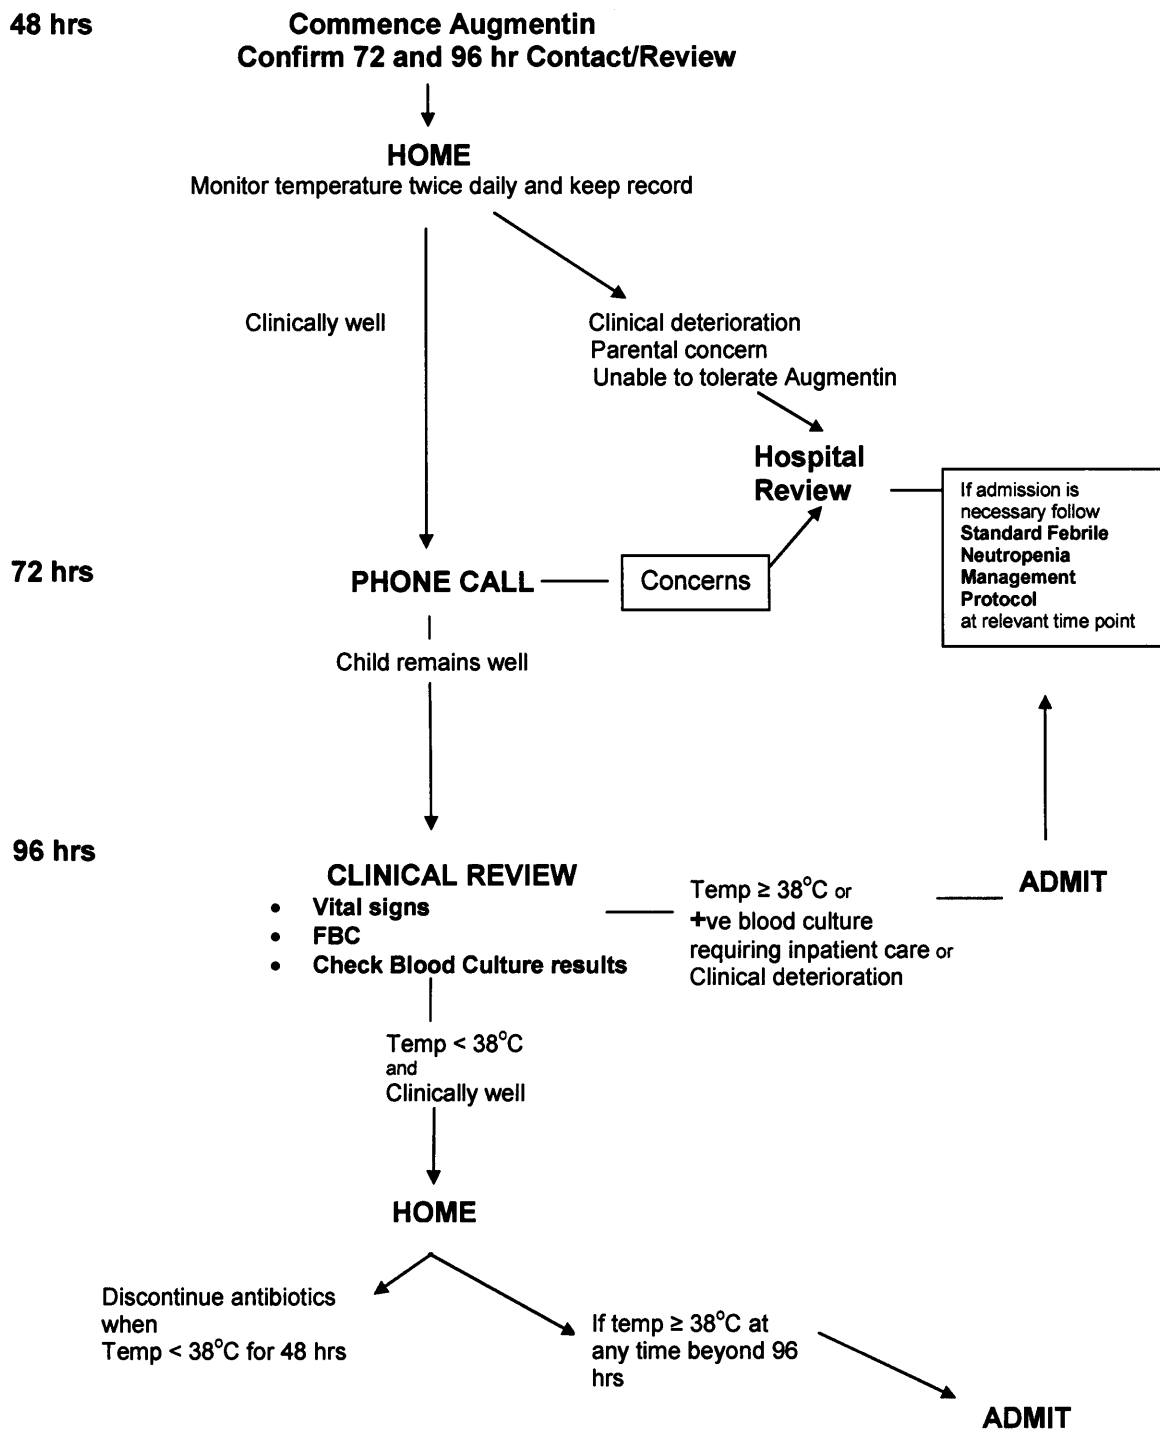 48 hrs
Commence Augmentin
Confirm 72 and 96 hr Contact/Review
HOME
Monitor temperature twice daily and keep record
Clinically well
Clinical deterioration
Parental concern
Unable to tolerate Augmentin
Hospital
Review
If admission is
necessary follow
Standard Febrile
Neutropenia
Management
Protocol
at relevant time point
72 hrs
PHONE CALL
Concerns
Child remains well
96 hrs
CLINICAL REVIEW
• Vital signs
• FBC
• Check Blood Culture results
Temp ≥ 38°C or
+ve blood culture
requiring inpatient care or
Clinical deterioration
ADMIT
Temp < 38°C
and
Clinically well
HOME
Discontinue antibiotics
when
Temp < 38°C for 48 hrs
If temp ≥ 38°C at
any time beyond 96
hrs
ADMIT